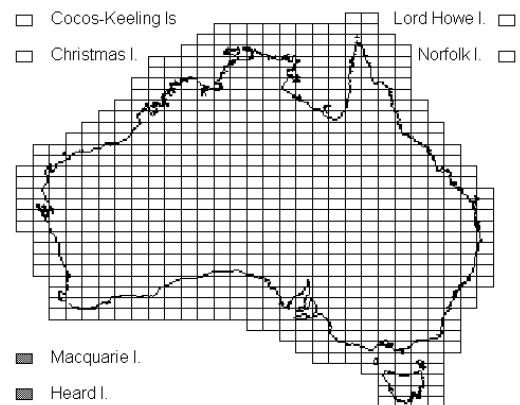 Cocos-Keeling Is
Lord Howe I.
Christmas I.
Norfolk I.
Macquarie I.
Heard I.